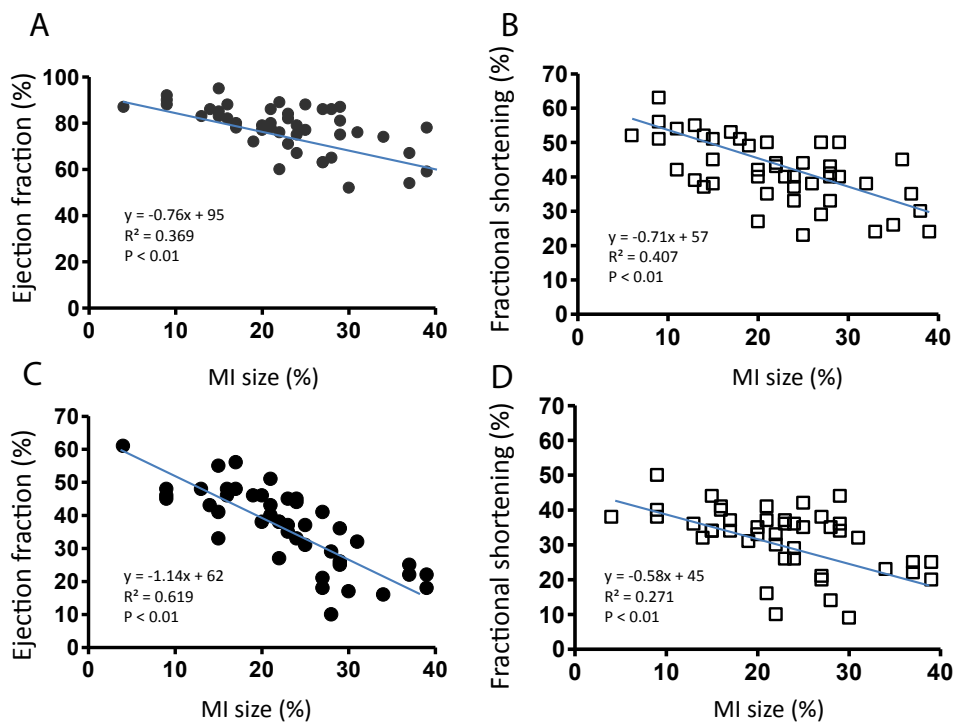 A
Ejection fraction (%)
100
80
60
40
20
0
y = -0.76x + 95
R² = 0.369
P < 0.01
0 10 20 30 40
MI size (%)
B
Fractional shortening (%)
70
60
50
40
30
20
10
0
y = -0.71x + 57
R² = 0.407
P < 0.01
0 10 20 30 40
MI size (%)
C
Ejection fraction (%)
70
60
50
40
30
20
10
0
y = -1.14x + 62
R² = 0.619
P < 0.01
0 10 20 30 40
MI size (%)
D
Fractional shortening (%)
70
60
50
40
30
20
10
0
y = -0.58x + 45
R² = 0.271
P < 0.01
0 10 20 30 40
MI size (%)